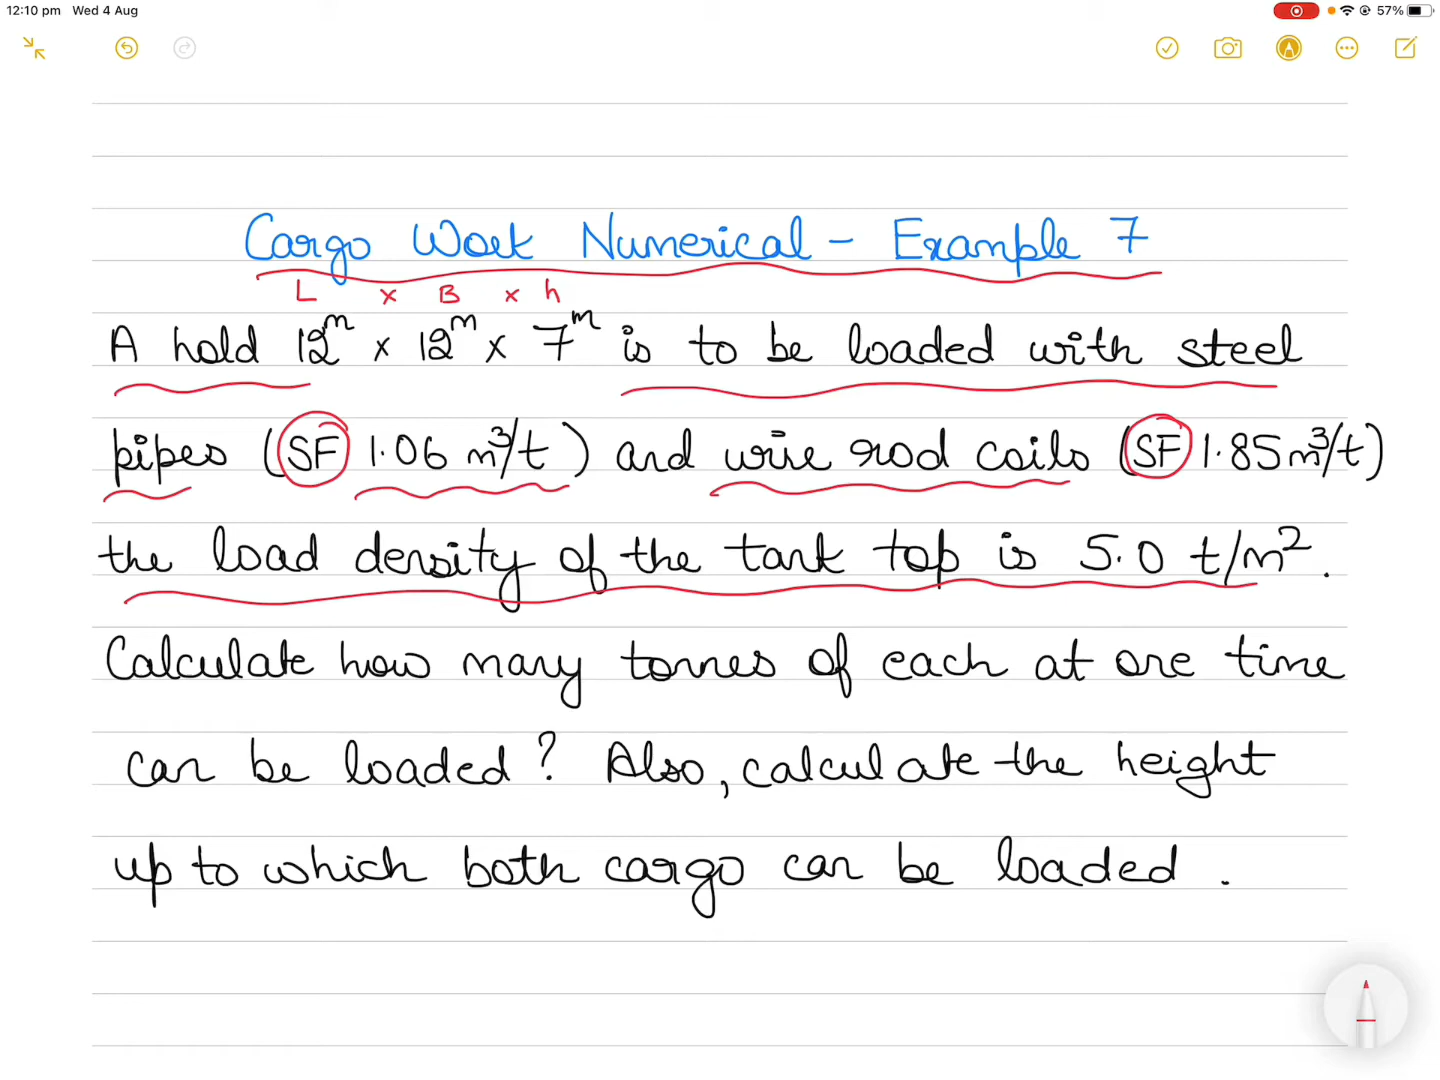 12:10 pm Wed 4 Aug 57%
Cargo Work Numerical - Example 7
L x B x h
A hold 12m x 12m x 7m is to be loaded with steel
pipes (SF 1.06 m³/t) and wire rod coils (SF 1.85 m³/t)
the load density of the tank top is 5.0 t/m².
Calculate how many tonnes of each at one time
can be loaded? Also, calculate the height
up to which both cargo can be loaded.